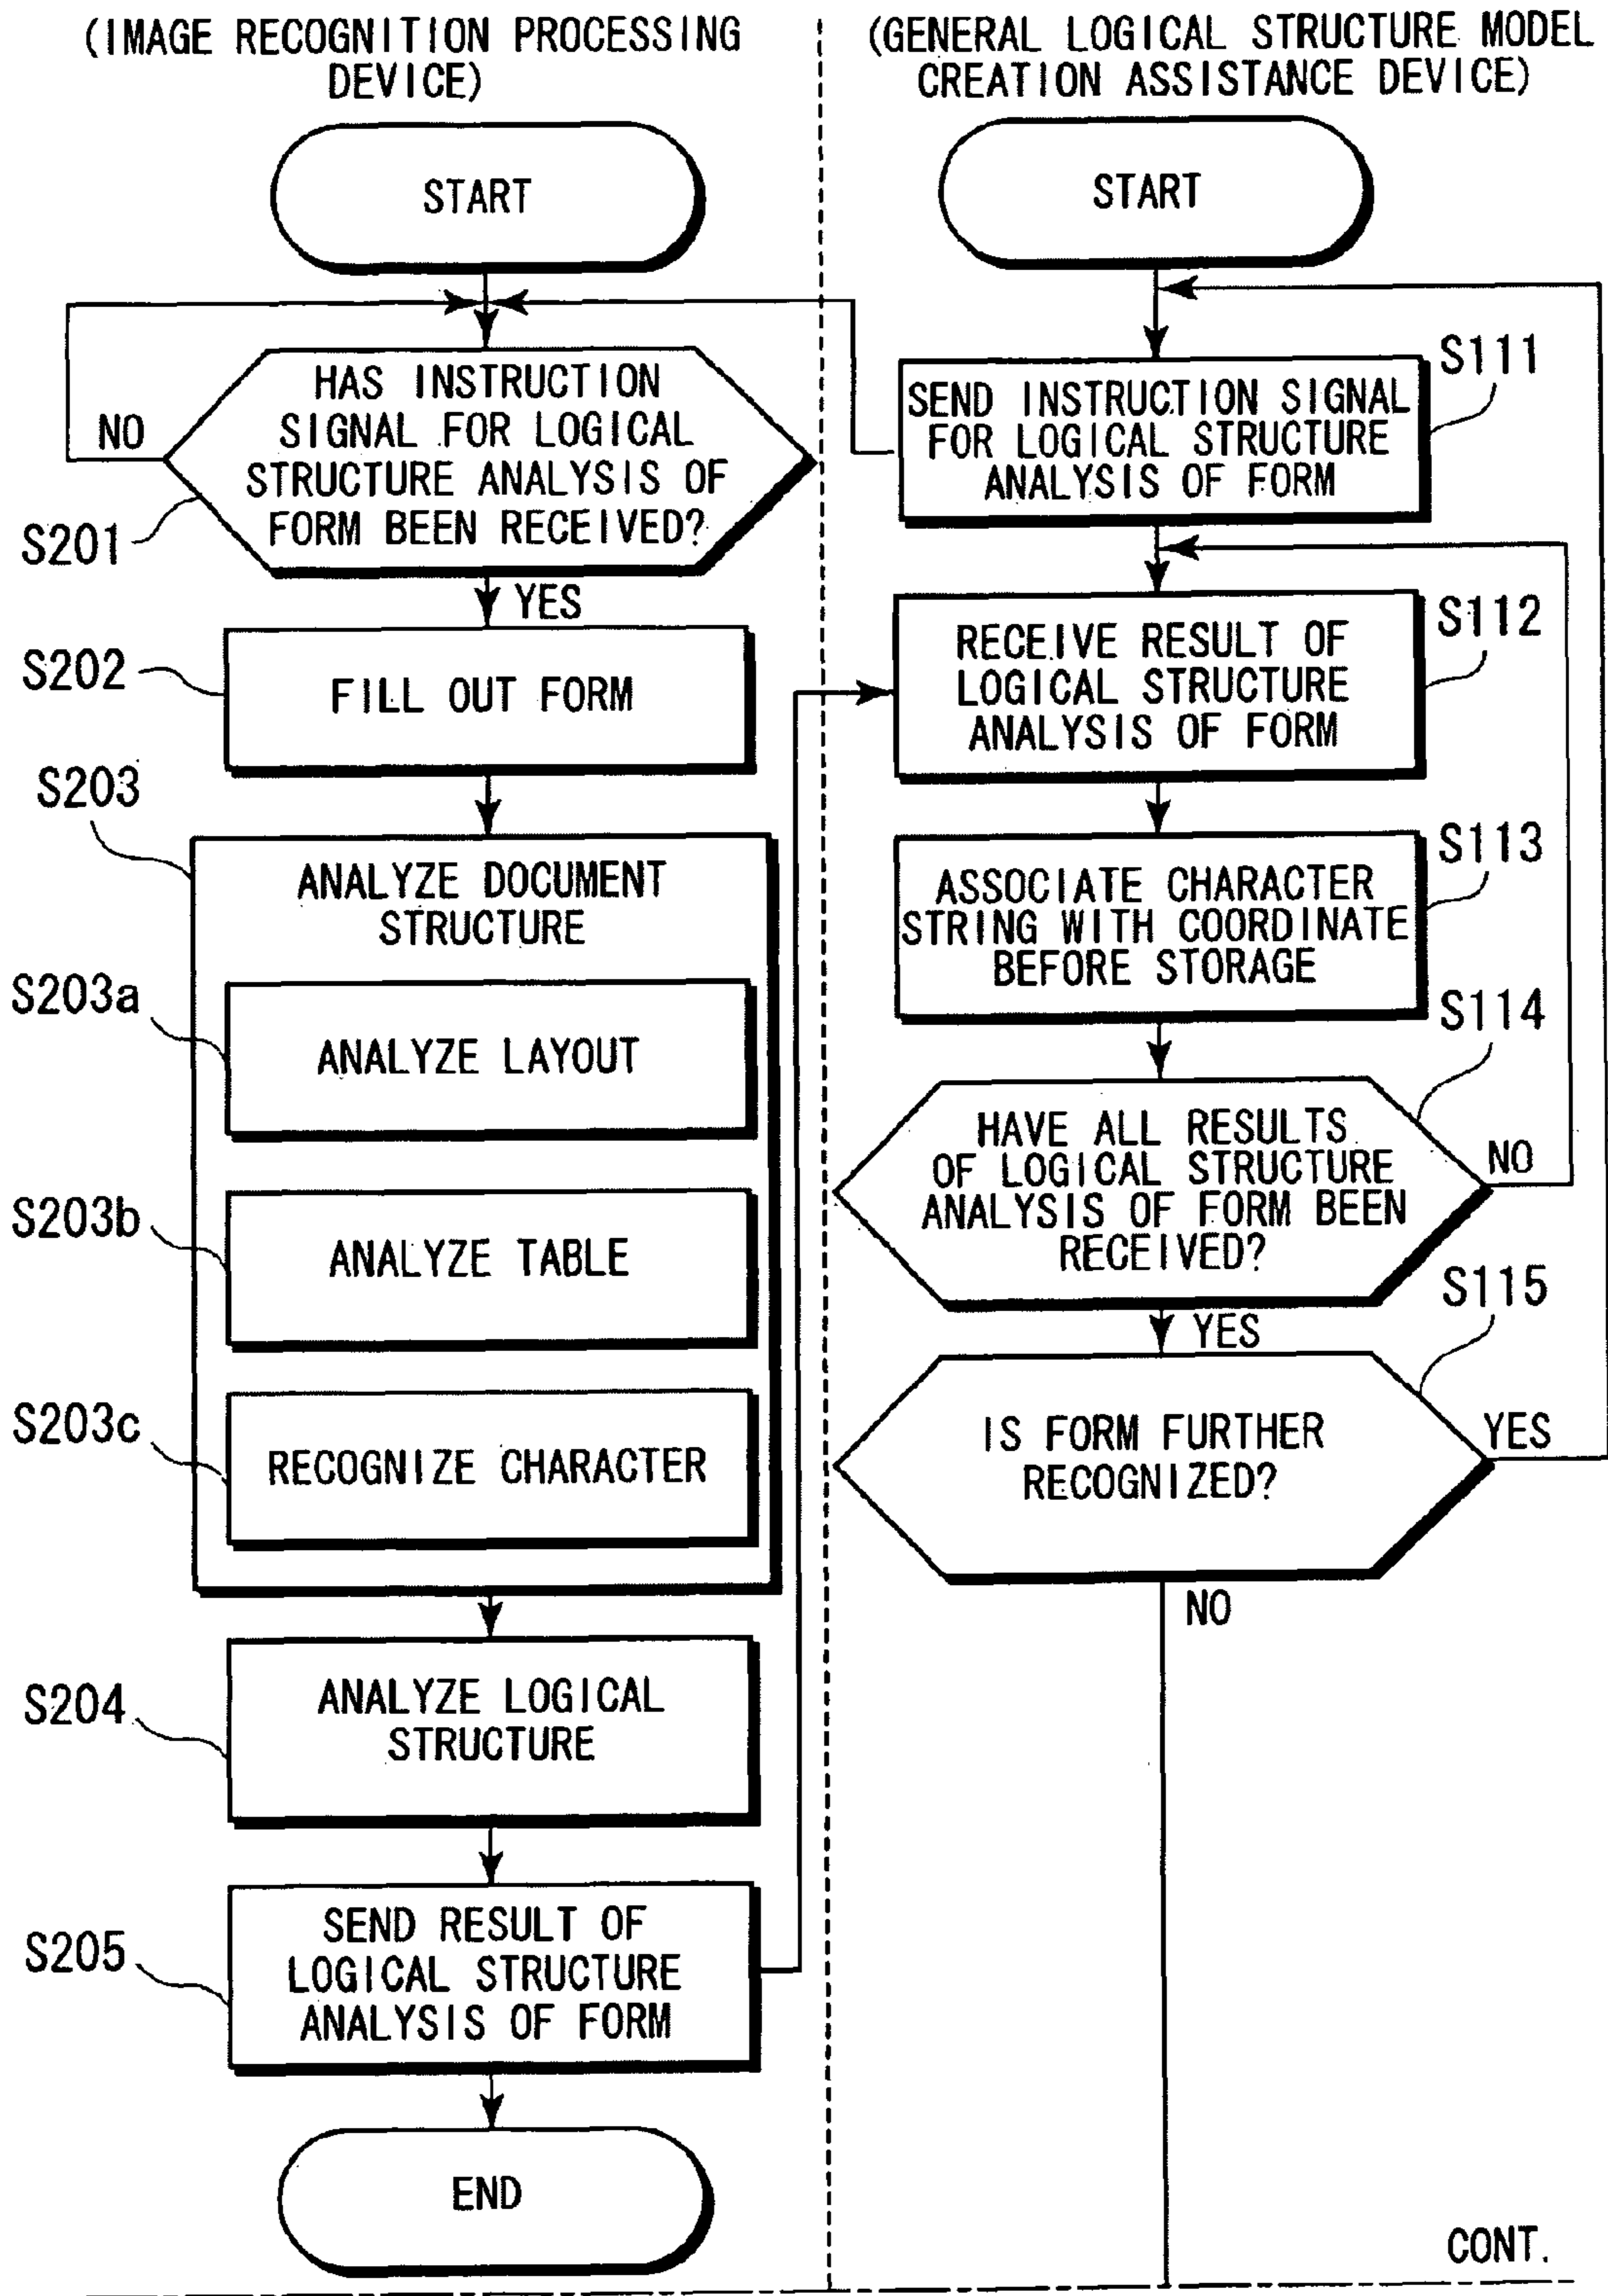 (IMAGE RECOGNITION PROCESSING
DEVICE)
START
HAS INSTRUCTION
SIGNAL FOR LOGICAL
STRUCTURE ANALYSIS OF
FORM BEEN RECEIVED?
NO
S201
YES
S202
FILL OUT FORM
S203
ANALYZE DOCUMENT
STRUCTURE
S203a
ANALYZE LAYOUT
S203b
ANALYZE TABLE
S203c
RECOGNIZE CHARACTER
S204
ANALYZE LOGICAL
STRUCTURE
S205
SEND RESULT OF
LOGICAL STRUCTURE
ANALYSIS OF FORM
END
(GENERAL LOGICAL STRUCTURE MODEL
CREATION ASSISTANCE DEVICE)
START
S111
SEND INSTRUCTION SIGNAL
FOR LOGICAL STRUCTURE
ANALYSIS OF FORM
S112
RECEIVE RESULT OF
LOGICAL STRUCTURE
ANALYSIS OF FORM
S113
ASSOCIATE CHARACTER
STRING WITH COORDINATE
BEFORE STORAGE
S114
HAVE ALL RESULTS
OF LOGICAL STRUCTURE
ANALYSIS OF FORM BEEN
RECEIVED?
NO
YES
S115
IS FORM FURTHER
RECOGNIZED?
YES
NO
CONT.